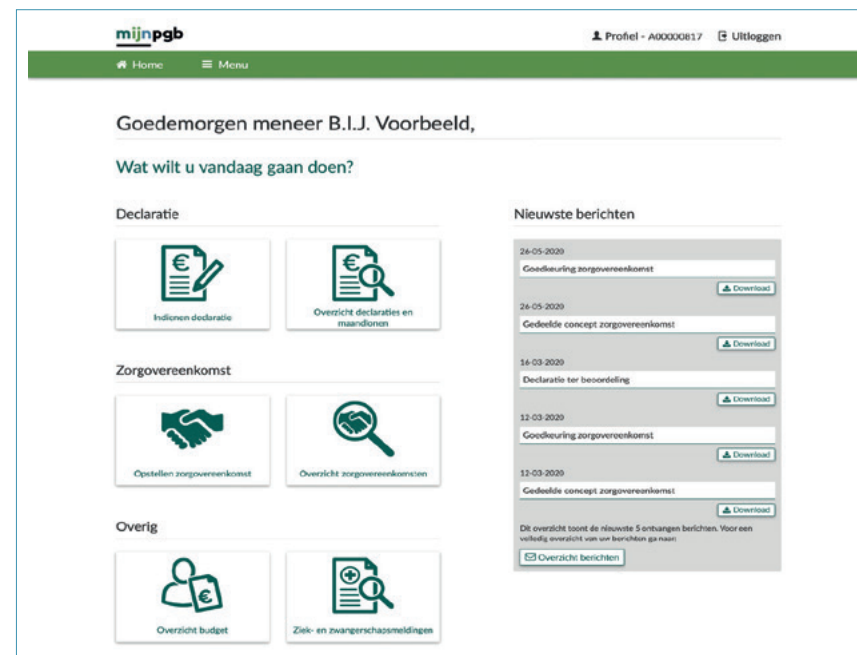 mijnpgb
Profiel - A00000817 Uitloggen
Home Menu
Goedemorgen meneer B.I.J. Voorbeeld,
Wat wilt u vandaag gaan doen?
Declaratie
Indienen declaratie
Overzicht declaraties en
maandlonen
Zorgovereenkomst
Opstellen zorgovereenkomst
Overzicht zorgovereenkomsten
Overig
Overzicht budget
Ziek- en zwangerschapsmeldingen
Nieuwste berichten
26-05-2020
Goedkeuring zorgovereenkomst
Download
26-05-2020
Gedeelde concept zorgovereenkomst
Download
16-03-2020
Declaratie ter beoordeling
Download
12-03-2020
Goedkeuring zorgovereenkomst
Download
12-03-2020
Gedeelde concept zorgovereenkomst
Download
Dit overzicht toont de nieuwste 5 ontvangen berichten. Voor een
volledig overzicht van uw berichten ga naar:
Overzicht berichten